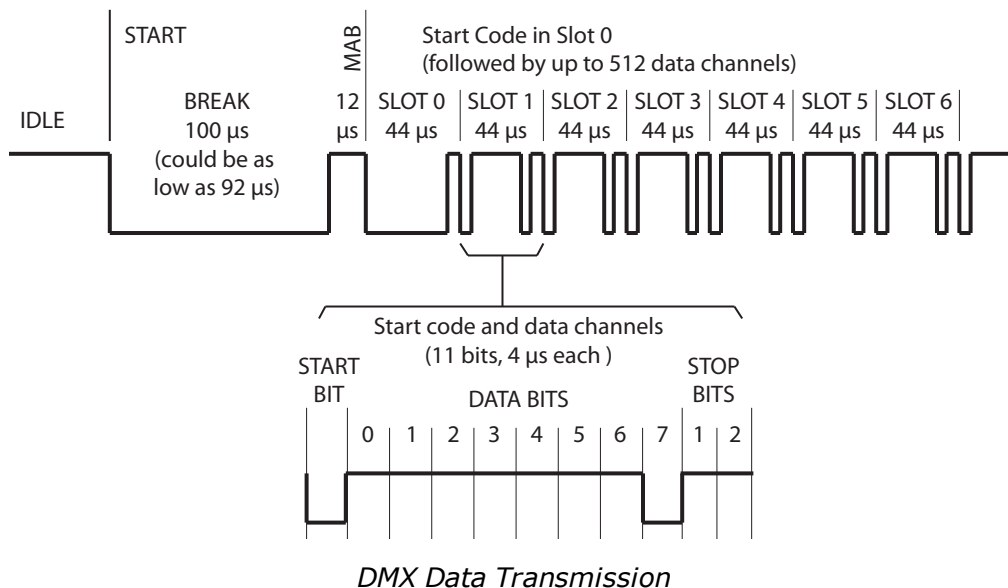 START
MAB
Start Code in Slot 0
(followed by up to 512 data channels)
IDLE
BREAK
100 µs
(could be as
low as 92 µs)
12
µs
SLOT 0
44 µs
SLOT 1
44 µs
SLOT 2
44 µs
SLOT 3
44 µs
SLOT 4
44 µs
SLOT 5
44 µs
SLOT 6
44 µs
Start code and data channels
(11 bits, 4 µs each )
START
BIT
DATA BITS
STOP
BITS
0 1 2 3 4 5 6 7 1 2
DMX Data Transmission